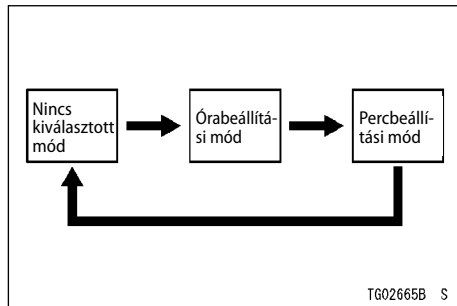 Nincs
kiválasztott
mód
Órabeállítá-
si mód
Percbeállí-
tási mód
TG02665B S